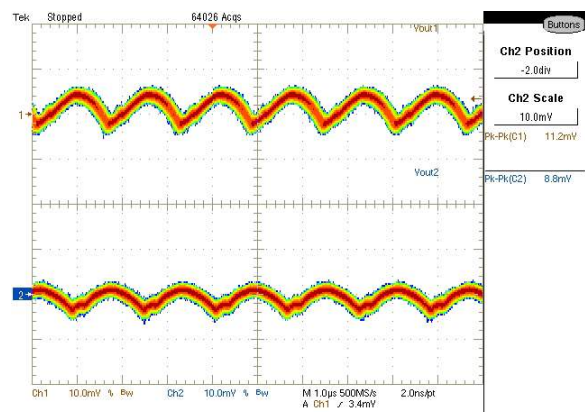 Tek Stopped 64026 Acqs
Buttons
Vout1
Ch2 Position
-2.0div
Ch2 Scale
10.0mV
1
Pk-Pk(C1) 11.2mV
Vout2
Pk-Pk(C2) 8.8mV
2
Ch1 10.0mV % Bw Ch2 10.0mV % Bw M 1.0µs 500MS/s 2.0ns/pt
A Ch1 / 3.4mV